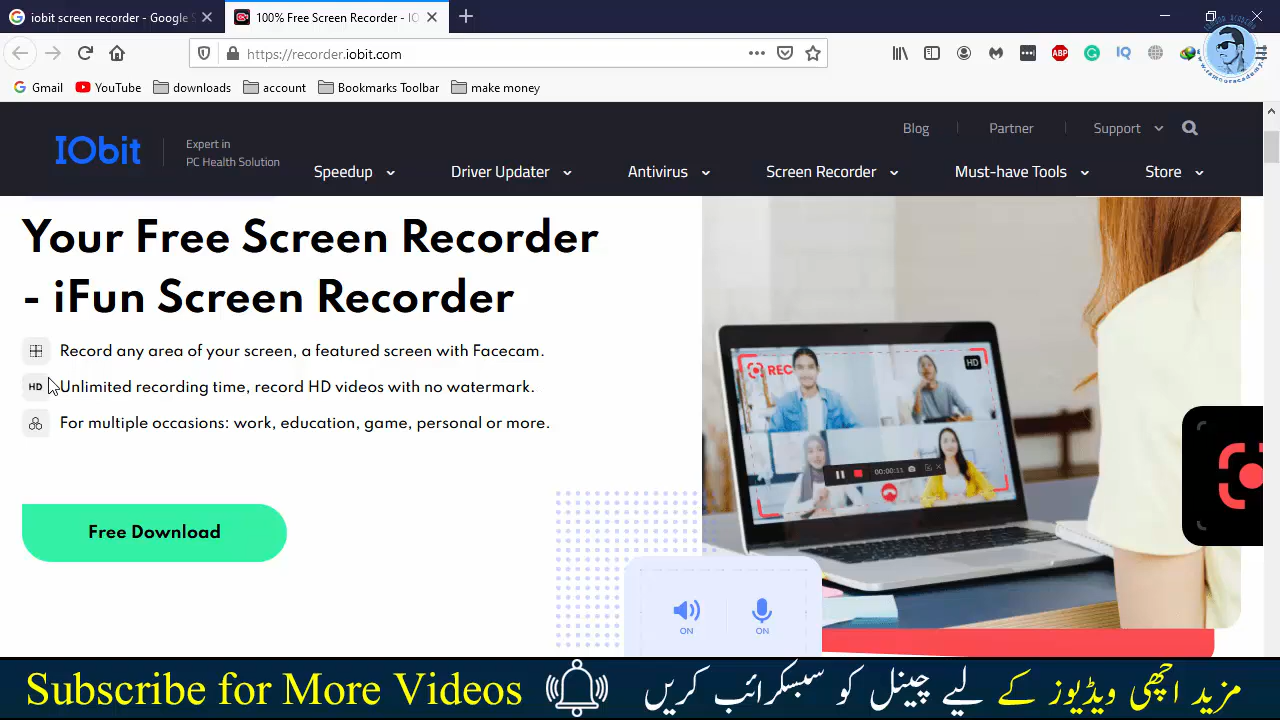 iobit screen recorder - Google S
100% Free Screen Recorder - IO
https://recorder.iobit.com
ABP
IQ
Gmail
YouTube
downloads
account
Bookmarks Toolbar
make money
IObit
Expert in
PC Health Solution
Blog
Partner
Support
Speedup
Driver Updater
Antivirus
Screen Recorder
Must-have Tools
Store
Your Free Screen Recorder
- iFun Screen Recorder
Record any area of your screen, a featured screen with Facecam.
HD
Unlimited recording time, record HD videos with no watermark.
For multiple occasions: work, education, game, personal or more.
Free Download
REC
HD
00:00:11
ON
ON
Subscribe for More Videos
مزید اچھی ویڈیوز کے لیے چینل کو سبسکرائب کریں